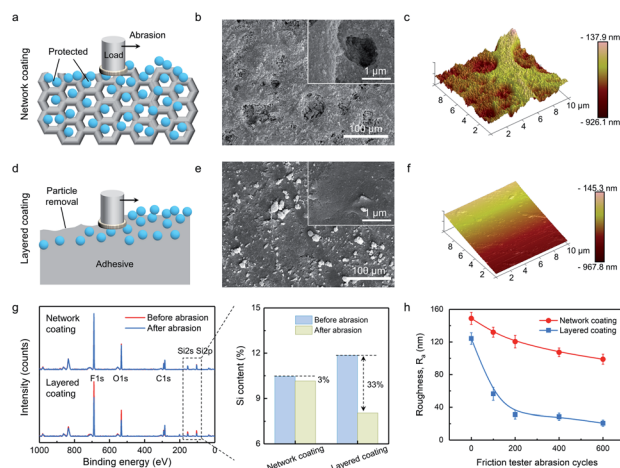 a
Network coating
Protected
Abrasion
Load
b
1 μm
100 μm
c
- 137.9 nm
- 926.1 nm
10 μm
8
6
4
2
2
4
6
8
d
Layered coating
Particle removal
Adhesive
e
1 μm
100 μm
f
- 145.3 nm
- 967.8 nm
10 μm
8
6
4
2
2
4
6
8
g
Intensity (counts)
Network coating
Layered coating
Before abrasion
After abrasion
Si2s
Si2p
F1s
O1s
C1s
1000 800 600 400 200 0
Binding energy (eV)
Si content (%)
15
12
9
6
Before abrasion
After abrasion
3%
33%
Network coating
Layered coating
h
Roughness, Ra (nm)
160
120
80
40
0
Network coating
Layered coating
0 200 400 600
Friction tester abrasion cycles